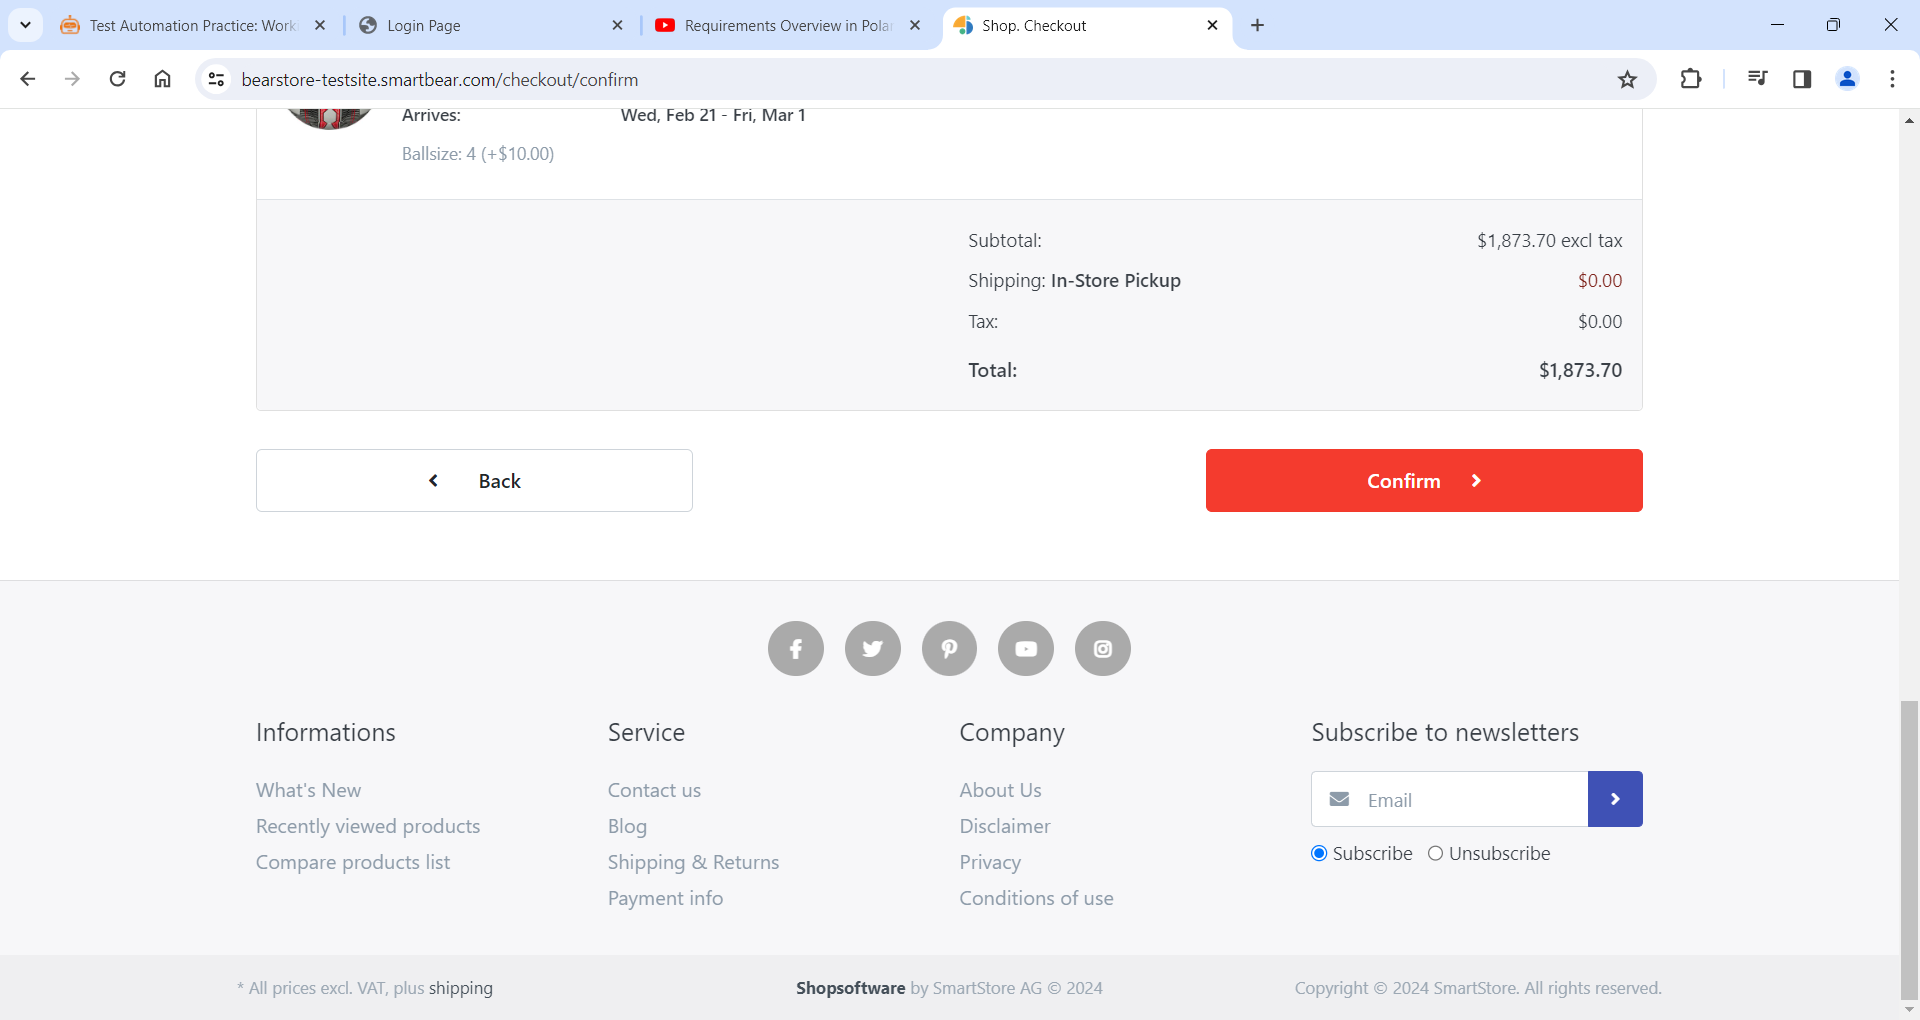 Test Automation Practice: Work
Login Page
Requirements Overview in Polar
Shop. Checkout
bearstore-testsite.smartbear.com/checkout/confirm
Arrives: Wed, Feb 21 - Fri, Mar 1
Ballsize: 4 (+$10.00)
Subtotal: $1,873.70 excl tax
Shipping: In-Store Pickup $0.00
Tax: $0.00
Total: $1,873.70
Back
Confirm
Informations
What's New
Recently viewed products
Compare products list
Service
Contact us
Blog
Shipping & Returns
Payment info
Company
About Us
Disclaimer
Privacy
Conditions of use
Subscribe to newsletters
Email
Subscribe Unsubscribe
* All prices excl. VAT, plus shipping
Shopsoftware by SmartStore AG © 2024
Copyright © 2024 SmartStore. All rights reserved.